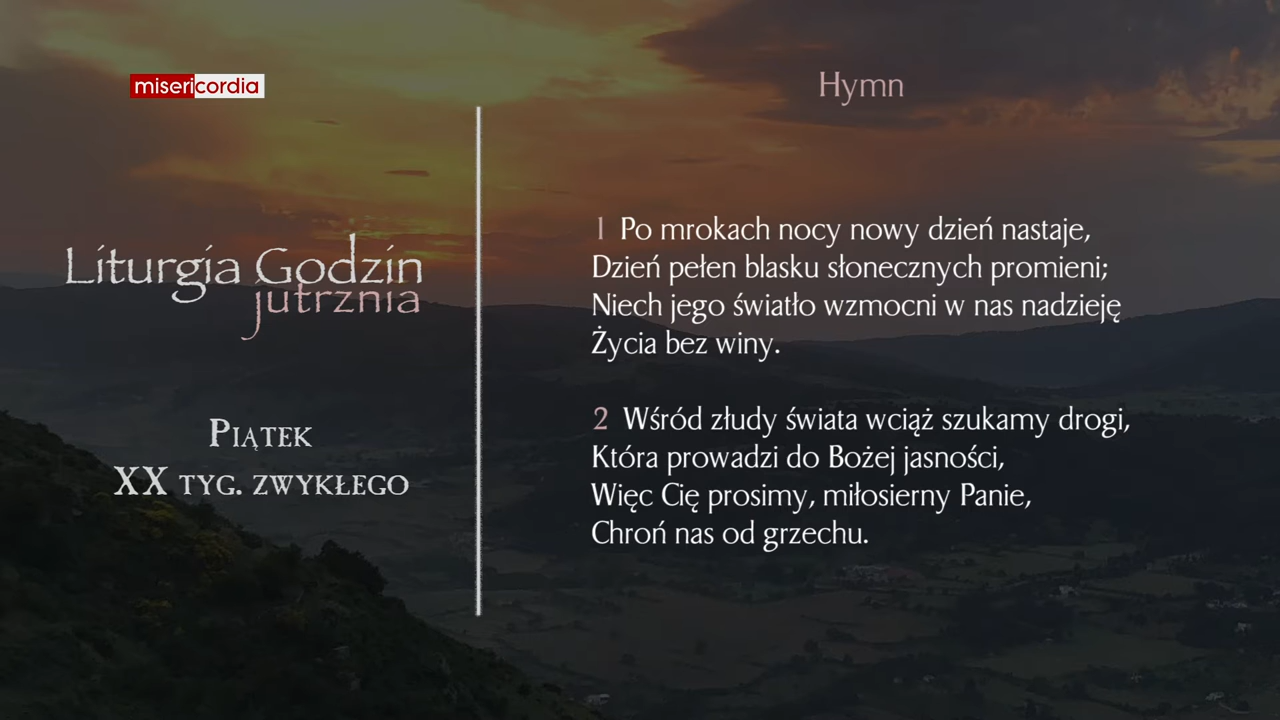 misericordia
Liturgia Godzin
jutrznia
Piątek
XX tyg. zwykłego
Hymn
1 Po mrokach nocy nowy dzień nastaje,
Dzień pełen blasku słonecznych promieni;
Niech jego światło wzmocni w nas nadzieję
Życia bez winy.
2 Wśród złudy świata wciąż szukamy drogi,
Która prowadzi do Bożej jasności,
Więc Cię prosimy, miłosierny Panie,
Chroń nas od grzechu.